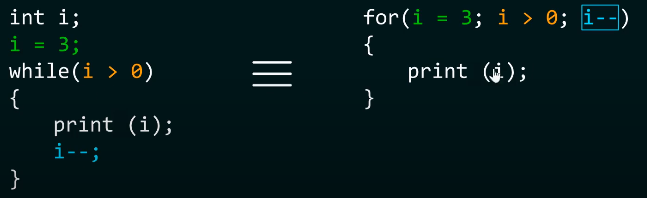 int i;
i = 3;
while(i > 0)
{
    print (i);
    i--;
}
for(i = 3; i > 0; i--)
{
    print (i);
}